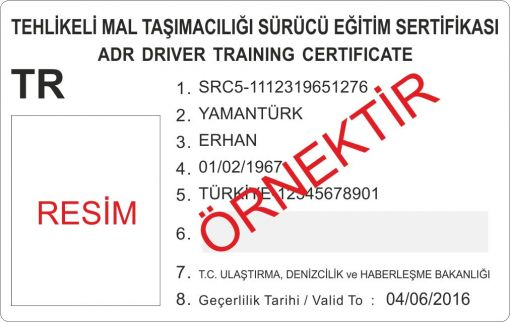 TEHLİKELİ MAL TAŞIMACILIĞI SÜRÜCÜ EĞİTİM SERTİFİKASI
ADR DRIVER TRAINING CERTIFICATE
TR
1. SRC5-1112319651276
2. YAMANTÜRK
3. ERHAN
4. 01/02/1967
5. TÜRKİYE 12345678901
6.
7. T.C. ULAŞTIRMA, DENİZCİLİK ve HABERLEŞME BAKANLIĞI
8. Geçerlilik Tarihi / Valid To : 04/06/2016
RESİM
ÖRNEKTİR